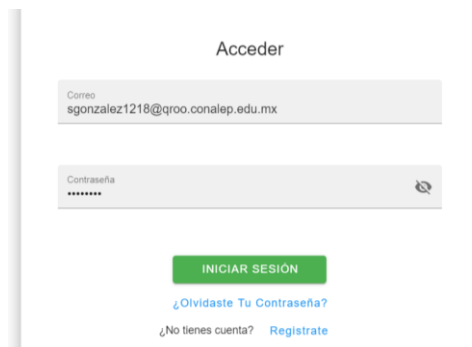 Acceder
Correo
sgonzalez1218@qroo.conalep.edu.mx
Contraseña
••••••••
INICIAR SESIÓN
¿Olvidaste Tu Contraseña?
¿No tienes cuenta? Registrate